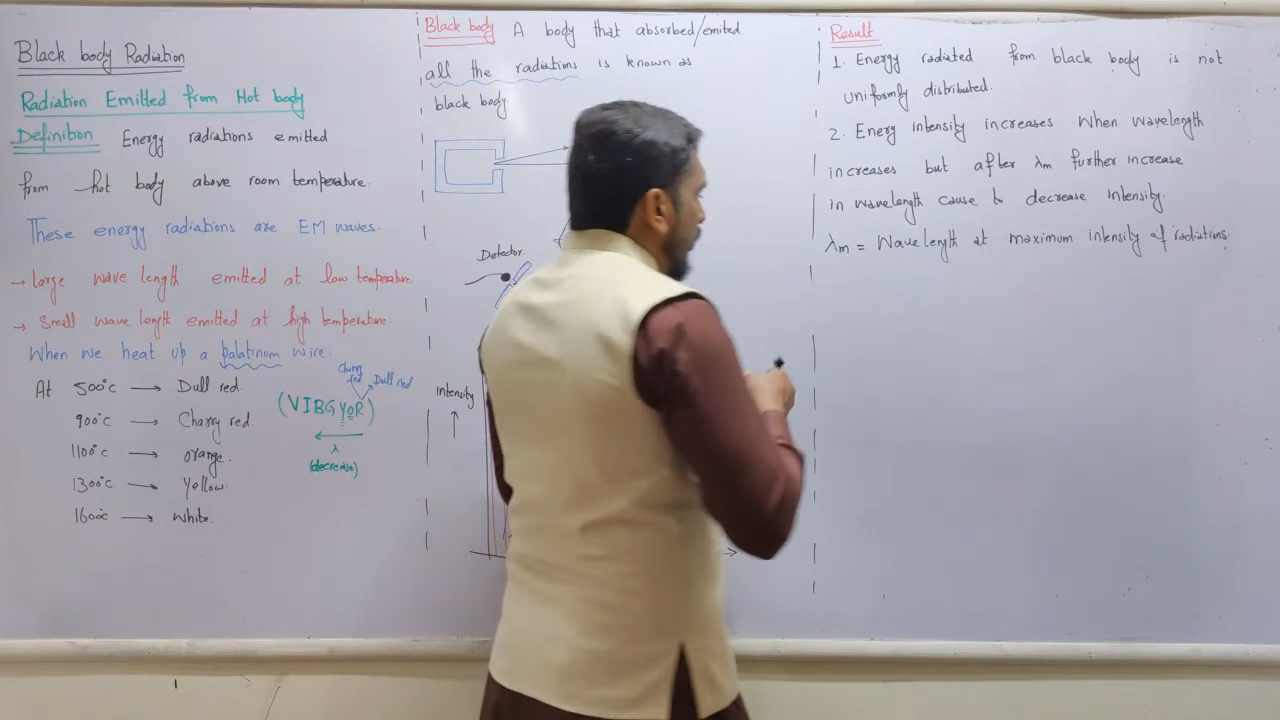 Black body Radiation
Radiation Emitted from Hot body
Definition Energy radiations emitted
from hot body above room temperature.
These energy radiations are EM waves.
→ large wave length emitted at low temperature.
→ Small wave length emitted at high temperature.
When we heat up a palatinum wire.
At 500°c → Dull red.
900°c → Charry red.
1100°c → orange.
1300°c → Yellow.
1600c → white.
red Dull red
(VIBGYOR)
←
λ
(decrease)
Black body A body that absorbed/emited
all the radiations is known as
black body
Detector.
Intensity
↑
Result
1. Energy radiated from black body is not
uniformly distributed.
2. Energ intensity increases when wavelength
increases but after λm further increase
in wavelength cause to decrease Intensity.
λm = Wavelength at maximum intensity of radiations.